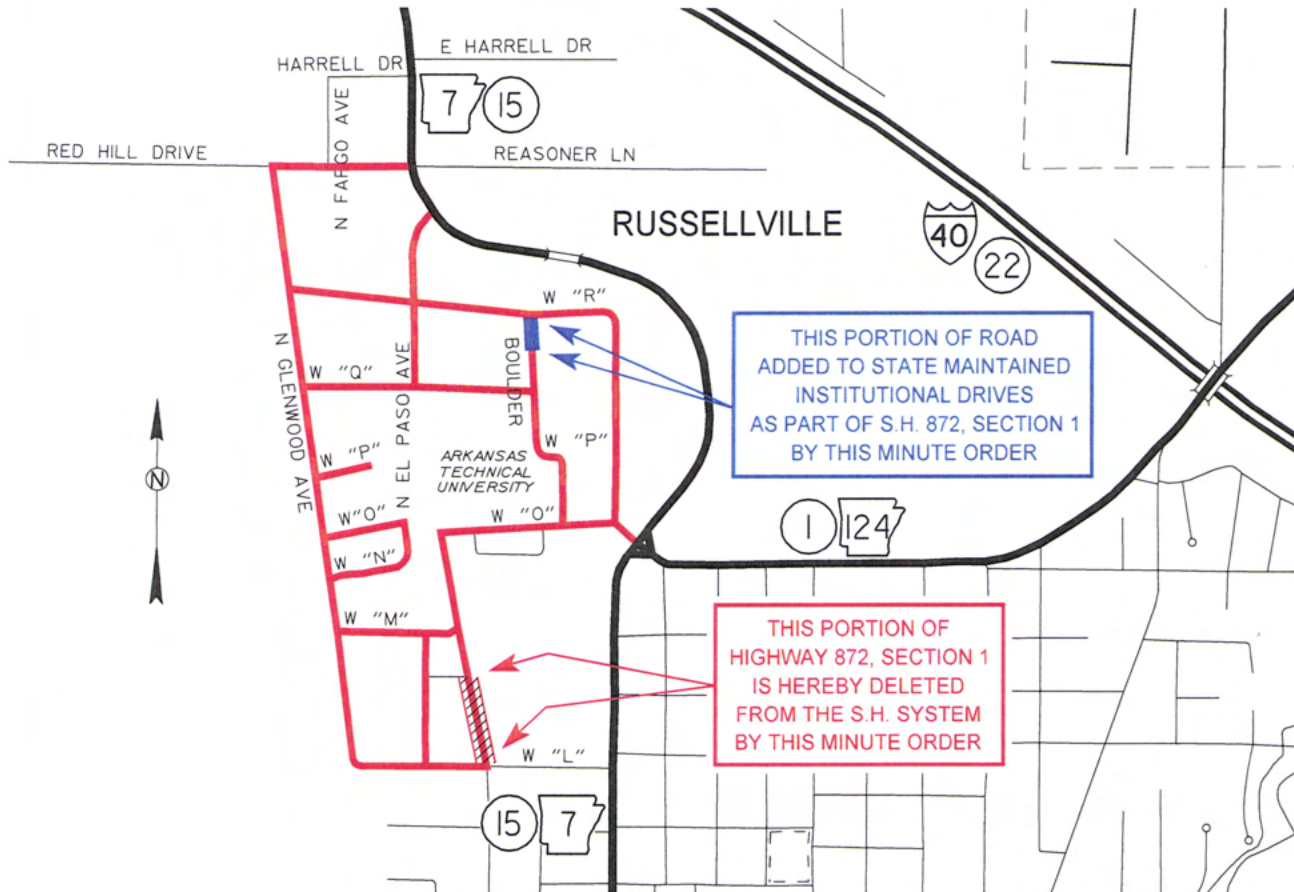 E HARRELL DR
HARRELL DR
7
15
N FARGO AVE
RED HILL DRIVE
REASONER LN
RUSSELLVILLE
40
22
W "R"
THIS PORTION OF ROAD
ADDED TO STATE MAINTAINED
INSTITUTIONAL DRIVES
AS PART OF S.H. 872, SECTION 1
BY THIS MINUTE ORDER
N GLENWOOD AVE
W "Q"
N EL PASO AVE
BOULDER
W "P"
W "P"
ARKANSAS
TECHNICAL
UNIVERSITY
N
W "O"
W "O"
1
124
W "N"
W "M"
THIS PORTION OF
HIGHWAY 872, SECTION 1
IS HEREBY DELETED
FROM THE S.H. SYSTEM
BY THIS MINUTE ORDER
W "L"
15
7